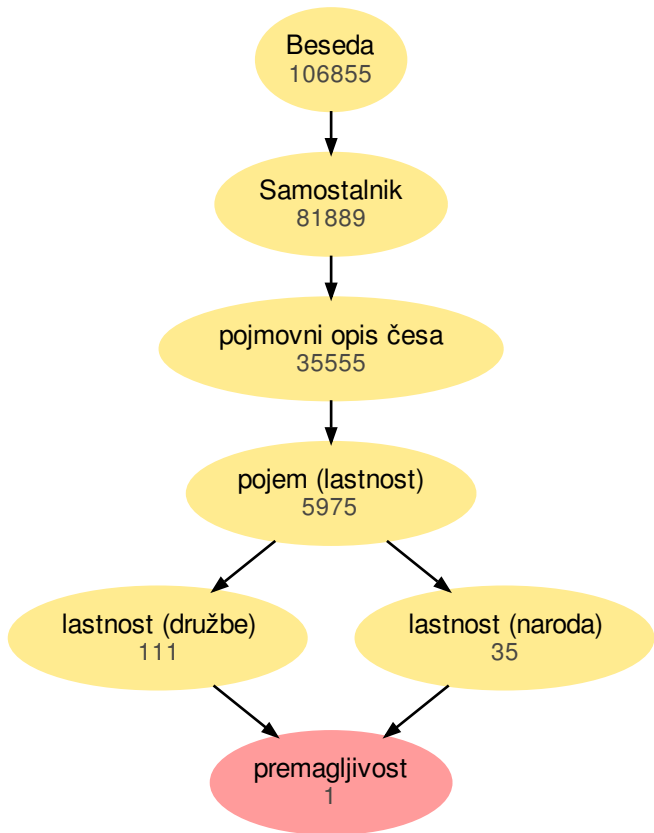 Beseda
106855
Samostalnik
81889
pojmovni opis česa
35555
pojem (lastnost)
5975
lastnost (družbe)
111
lastnost (naroda)
35
premagljivost
1